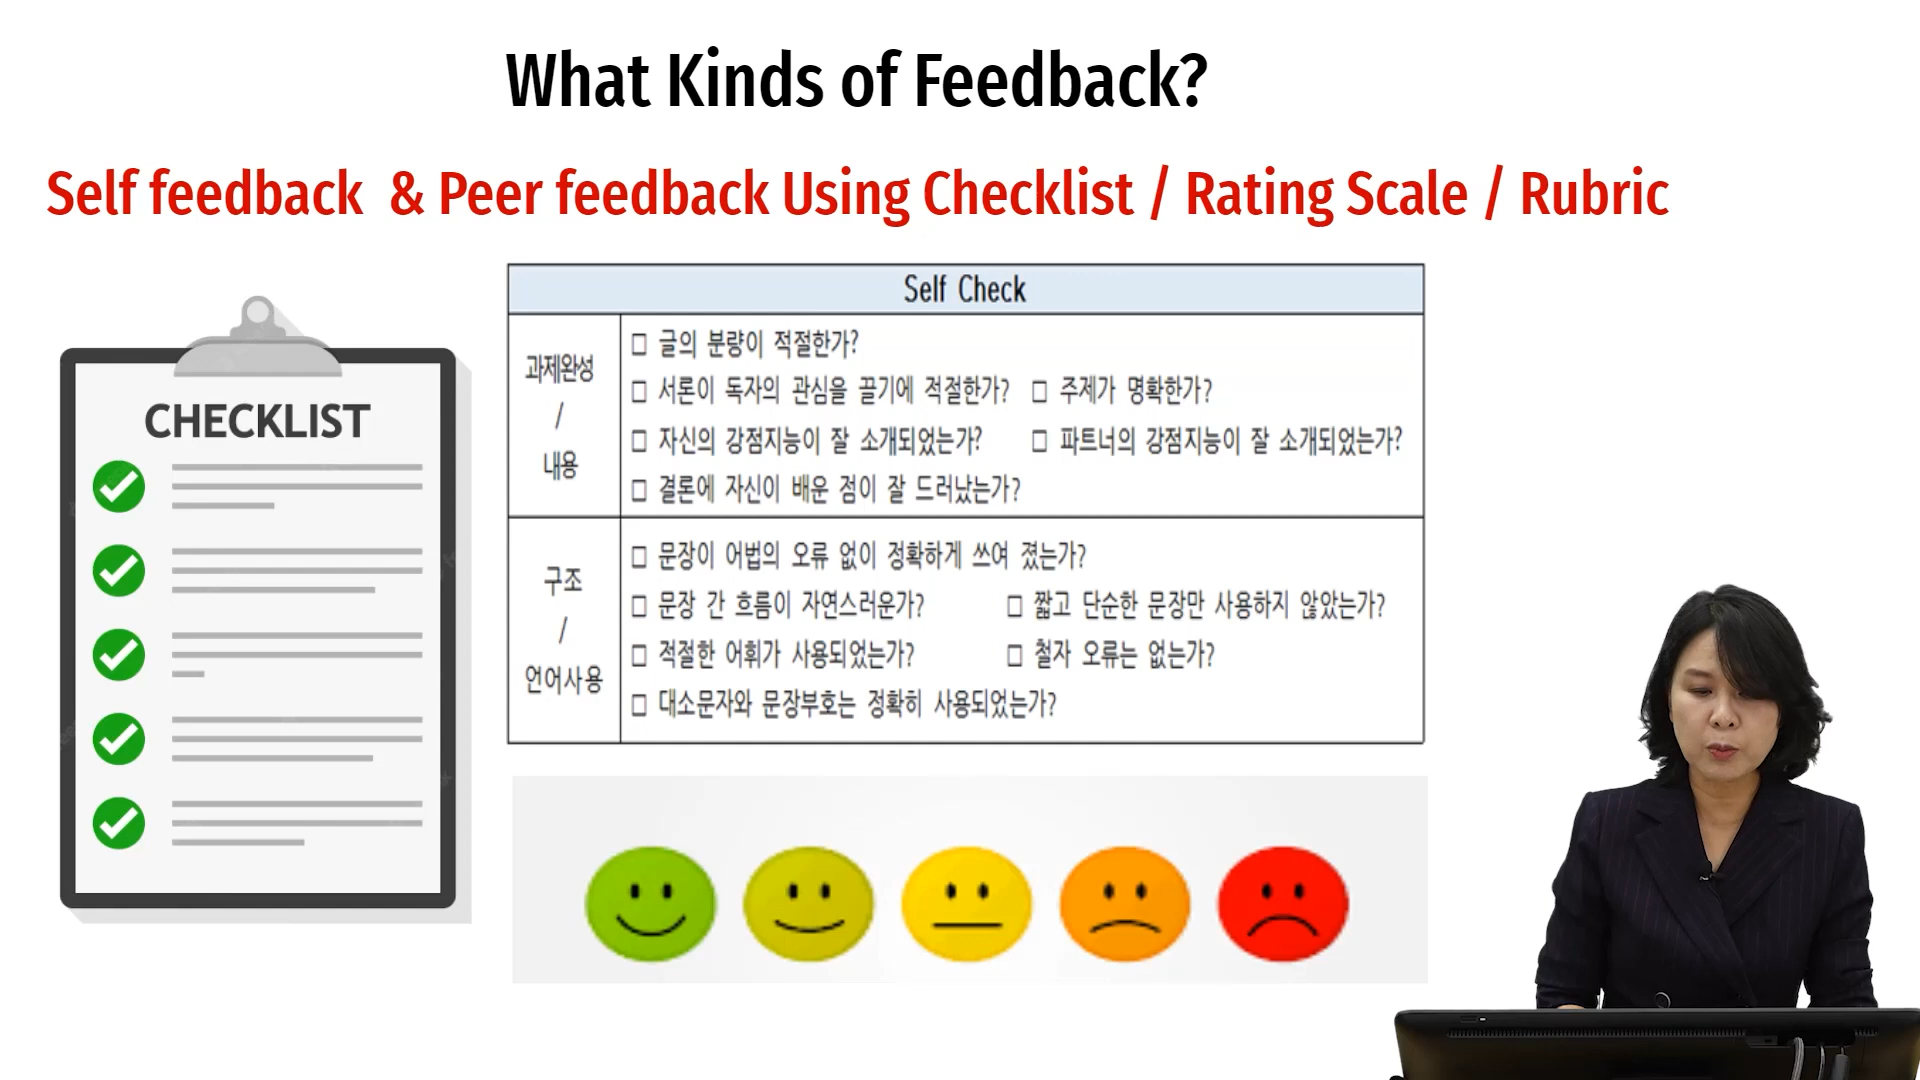 What Kinds of Feedback?
Self feedback & Peer feedback Using Checklist / Rating Scale / Rubric
CHECKLIST
Self Check
과제완성
/
내용
□ 글의 분량이 적절한가?
□ 서론이 독자의 관심을 끌기에 적절한가? □ 주제가 명확한가?
□ 자신의 강점지능이 잘 소개되었는가? □ 파트너의 강점지능이 잘 소개되었는가?
□ 결론에 자신이 배운 점이 잘 드러났는가?
구조
/
언어사용
□ 문장이 어법의 오류 없이 정확하게 쓰여 졌는가?
□ 문장 간 흐름이 자연스러운가? □ 짧고 단순한 문장만 사용하지 않았는가?
□ 적절한 어휘가 사용되었는가? □ 철자 오류는 없는가?
□ 대소문자와 문장부호는 정확히 사용되었는가?